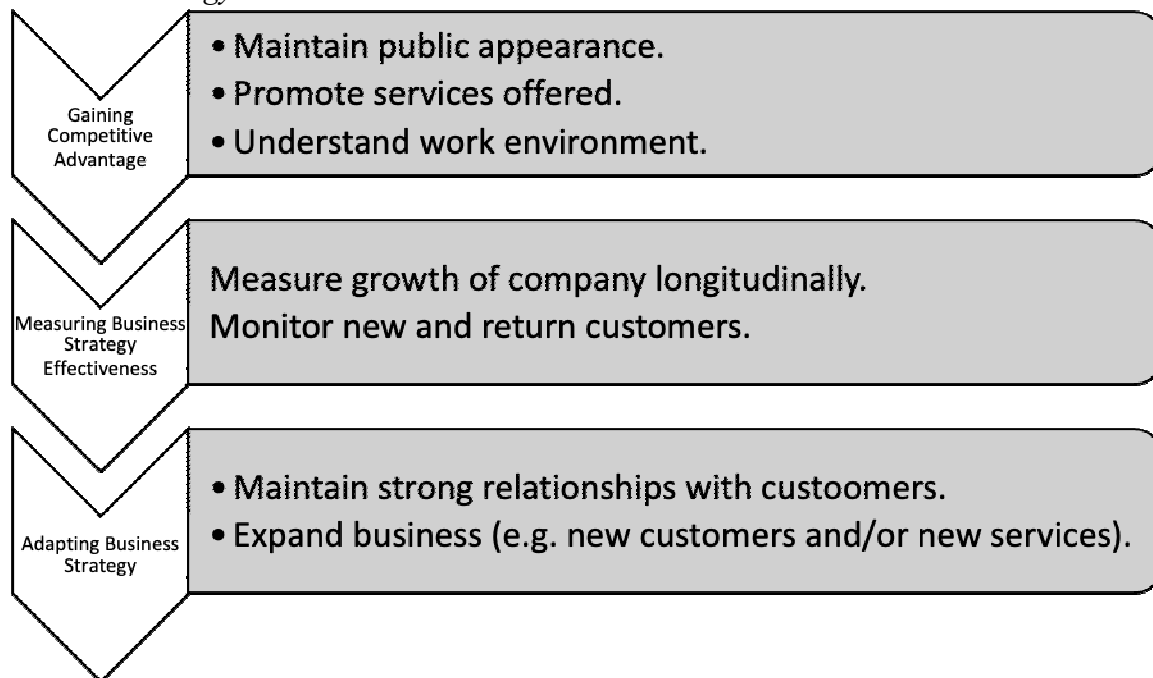 Gaining
Competitive
Advantage
• Maintain public appearance.
• Promote services offered.
• Understand work environment.
Measuring Business
Strategy
Effectiveness
Measure growth of company longitudinally.
Monitor new and return customers.
Adapting Business
Strategy
• Maintain strong relationships with custoomers.
• Expand business (e.g. new customers and/or new services).